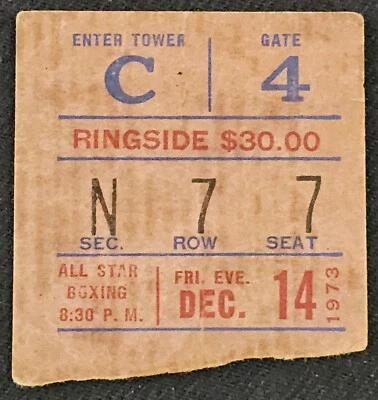 ENTER TOWER GATE
C 4
RINGSIDE $30.00
N 7 7
SEC. ROW SEAT
ALL STAR BOXING 8:30 P. M.
FRI. EVE. DEC. 14 1973